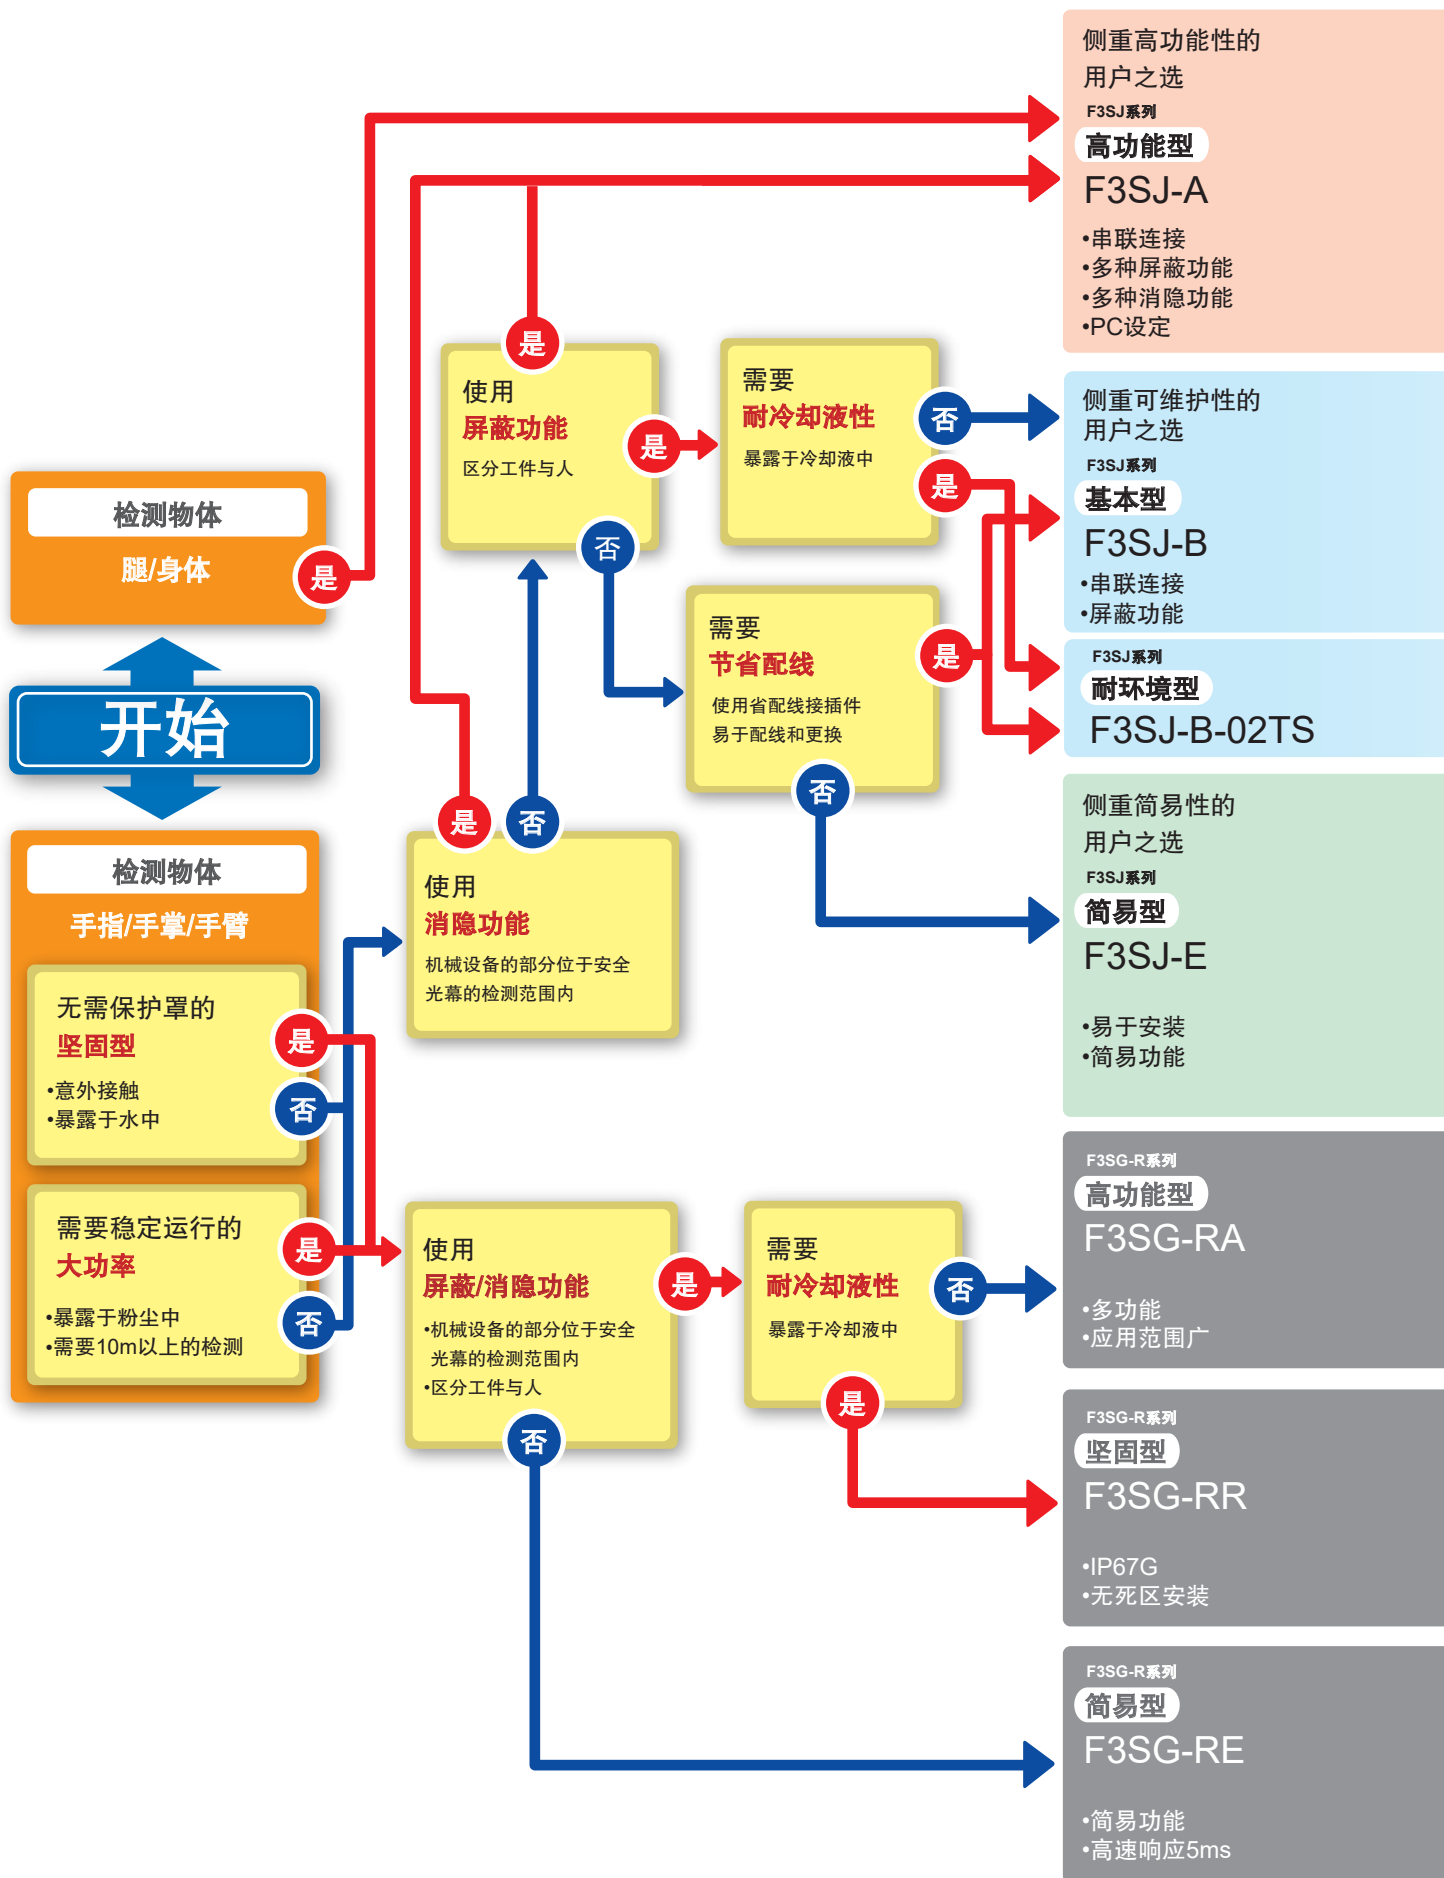 侧重高功能性的
用户之选
F3SJ系列
高功能型
F3SJ-A
•串联连接
•多种屏蔽功能
•多种消隐功能
•PC设定
是
使用
屏蔽功能
区分工件与人
是
否
需要
耐冷却液性
暴露于冷却液中
否
是
侧重可维护性的
用户之选
F3SJ系列
基本型
F3SJ-B
•串联连接
•屏蔽功能
检测物体
腿/身体
是
需要
节省配线
使用省配线接插件
易于配线和更换
是
否
F3SJ系列
耐环境型
F3SJ-B-02TS
开始
侧重简易性的
用户之选
F3SJ系列
简易型
F3SJ-E
•易于安装
•简易功能
是
否
使用
消隐功能
机械设备的部分位于安全
光幕的检测范围内
检测物体
手指/手掌/手臂
无需保护罩的
坚固型
•意外接触
•暴露于水中
是
否
需要稳定运行的
大功率
•暴露于粉尘中
•需要10m以上的检测
是
否
使用
屏蔽/消隐功能
•机械设备的部分位于安全
光幕的检测范围内
•区分工件与人
是
否
需要
耐冷却液性
暴露于冷却液中
否
是
F3SG-R系列
高功能型
F3SG-RA
•多功能
•应用范围广
F3SG-R系列
坚固型
F3SG-RR
•IP67G
•无死区安装
F3SG-R系列
简易型
F3SG-RE
•简易功能
•高速响应5ms